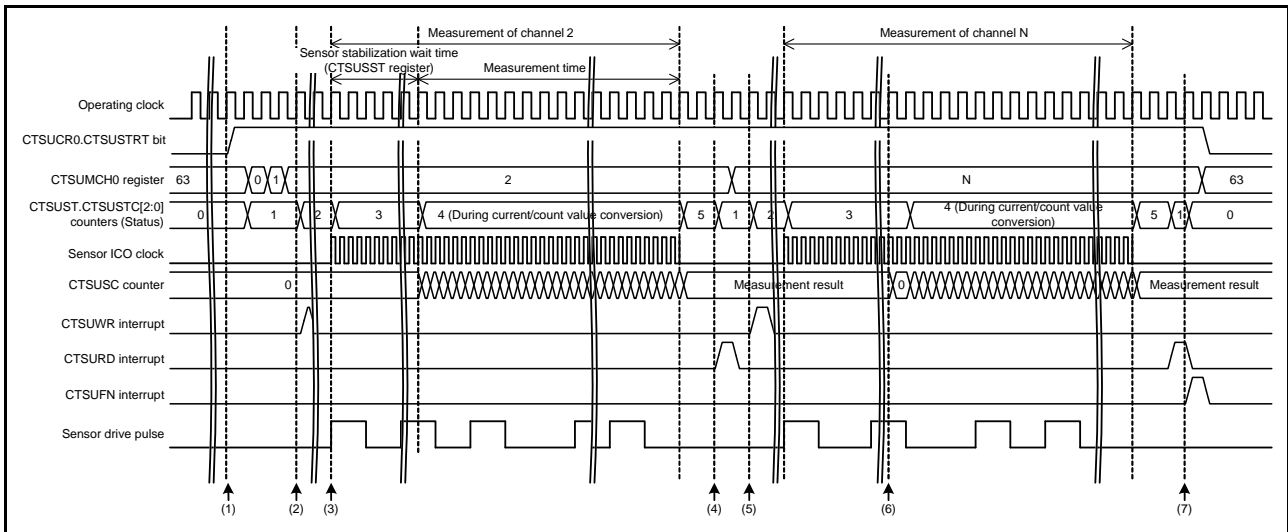 Measurement of channel 2
Measurement of channel N
Sensor stabilization wait time
(CTSUSST register)
Measurement time
Operating clock
CTSUCR0.CTSUSTRT bit
CTSUMCH0 register
63
0
1
2
N
63
CTSUST.CTSUSTC[2:0]
counters (Status)
0
1
2
3
4 (During current/count value conversion)
5
1
2
3
4 (During current/count value
conversion)
5
1
0
Sensor ICO clock
CTSUSC counter
0
Measurement result
0
Measurement result
CTSUWR interrupt
CTSURD interrupt
CTSUFN interrupt
Sensor drive pulse
(1)
(2)
(3)
(4)
(5)
(6)
(7)